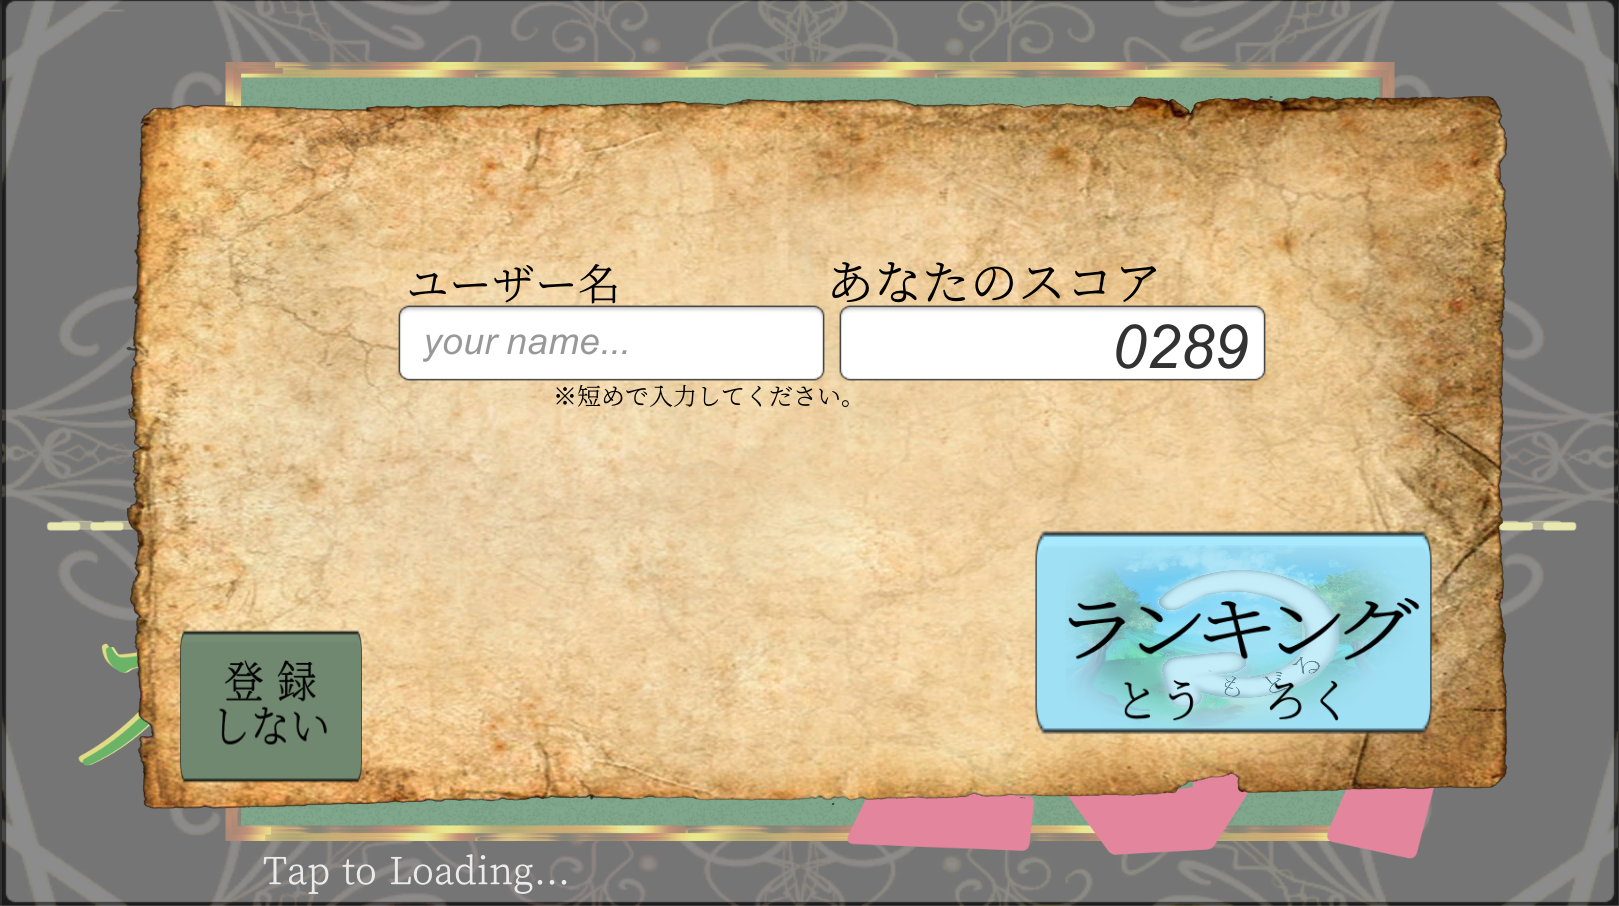 ユーザー名
あなたのスコア
your name...
0289
※短めで入力してください。
ランキング
とうろく
登録
しない
Tap to Loading...